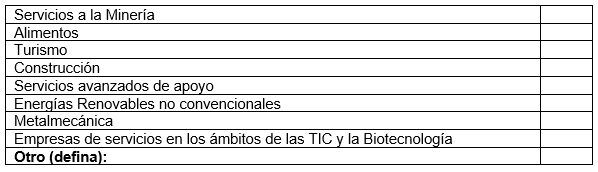 Servicios a la Minería
Alimentos
Turismo
Construcción
Servicios avanzados de apoyo
Energías Renovables no convencionales
Metalmecánica
Empresas de servicios en los ámbitos de las TIC y la Biotecnología
Otro (defina):